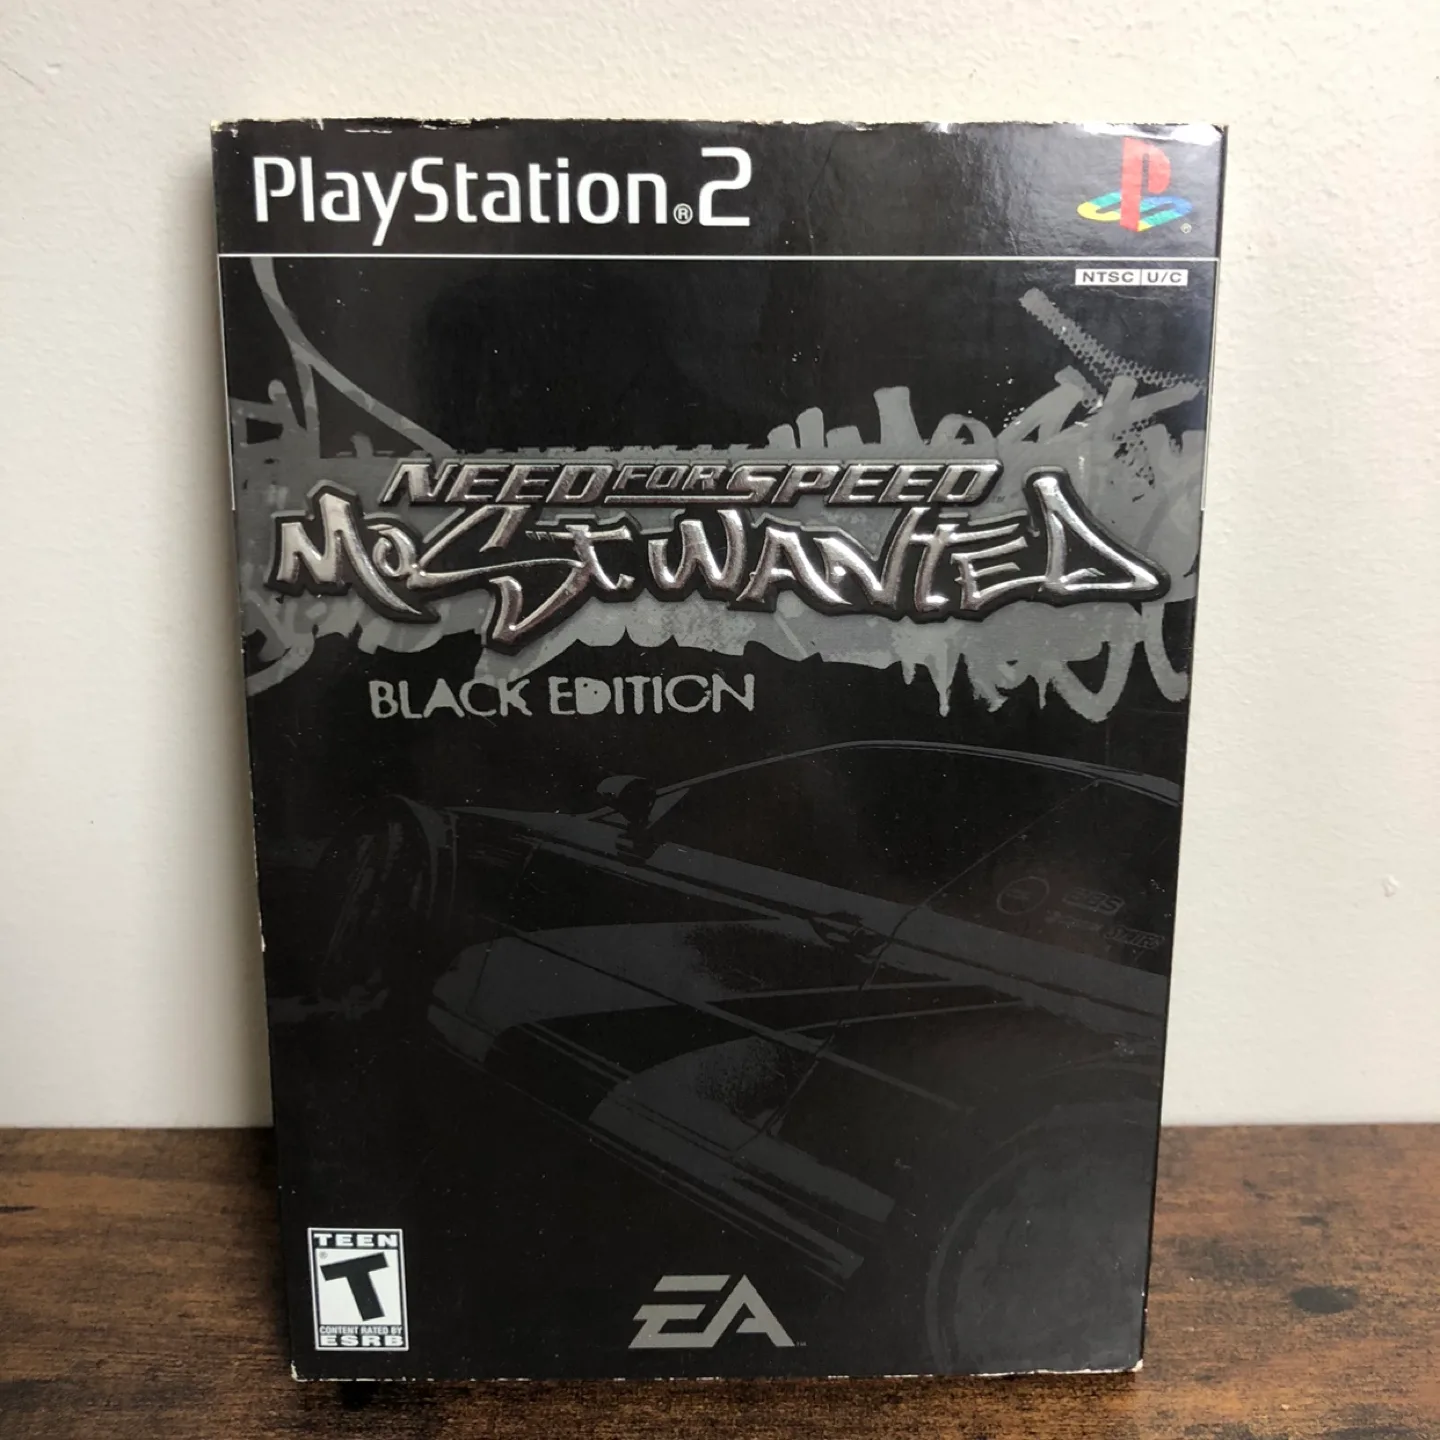 PlayStation®2
NTSC U/C
NEED FOR SPEED
MOST WANTED
BLACK EDITION
TEEN
T
CONTENT RATED BY
ESRB
EA